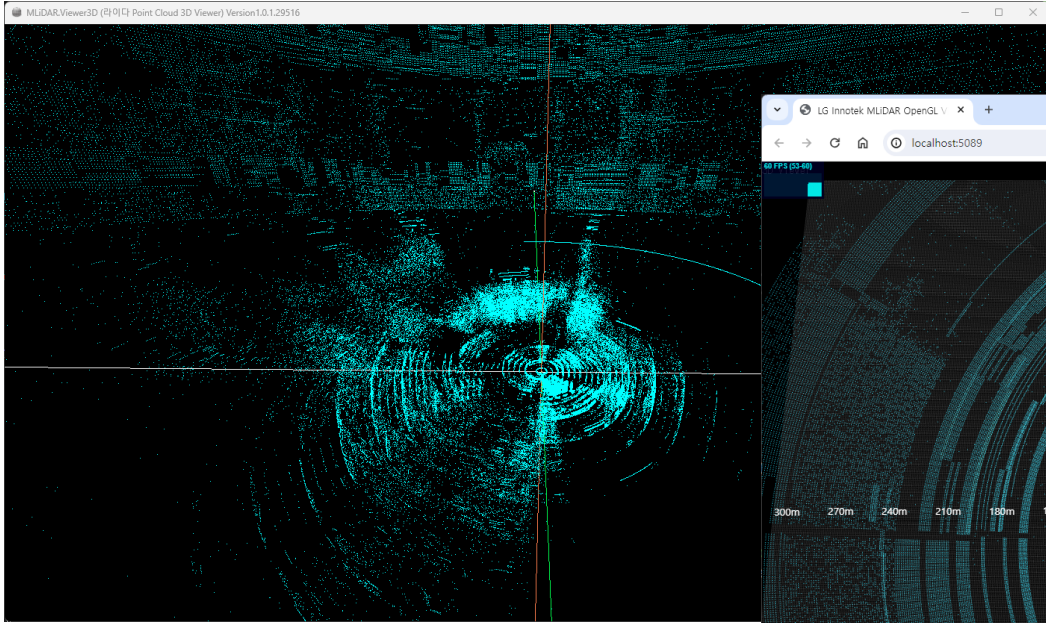 MLiDAR.Viewer3D (라이다 Point Cloud 3D Viewer) Version1.0.1.29516
LG Innotek MLiDAR OpenGL V
localhost:5089
60 FPS (53-60)
300m 270m 240m 210m 180m 1